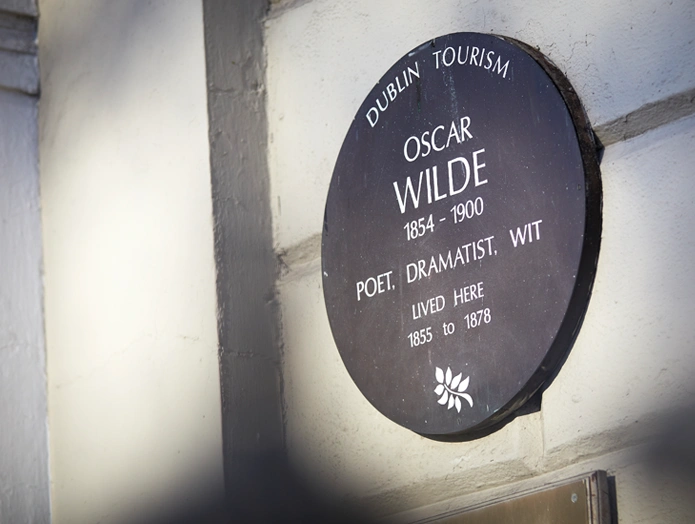 DUBLIN TOURISM
OSCAR
WILDE
1854 - 1900
POET, DRAMATIST, WIT
LIVED HERE
1855 to 1878